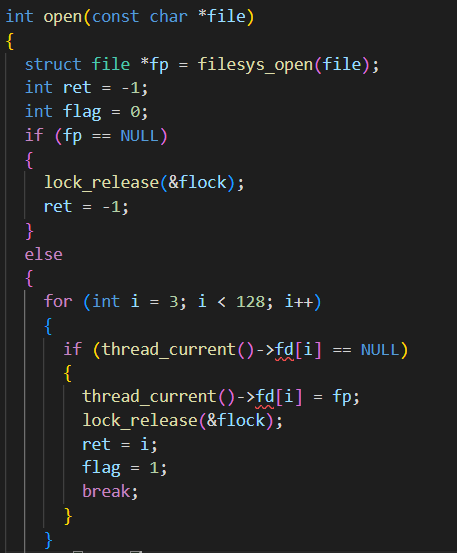 int open(const char *file)
{
struct file *fp = filesys_open(file);
int ret = -1;
int flag = 0;
if (fp == NULL)
{
lock_release(&flock);
ret = -1;
}
else
{
for (int i = 3; i < 128; i++)
{
if (thread_current()->fd[i] == NULL)
{
thread_current()->fd[i] = fp;
lock_release(&flock);
ret = i;
flag = 1;
break;
}
}